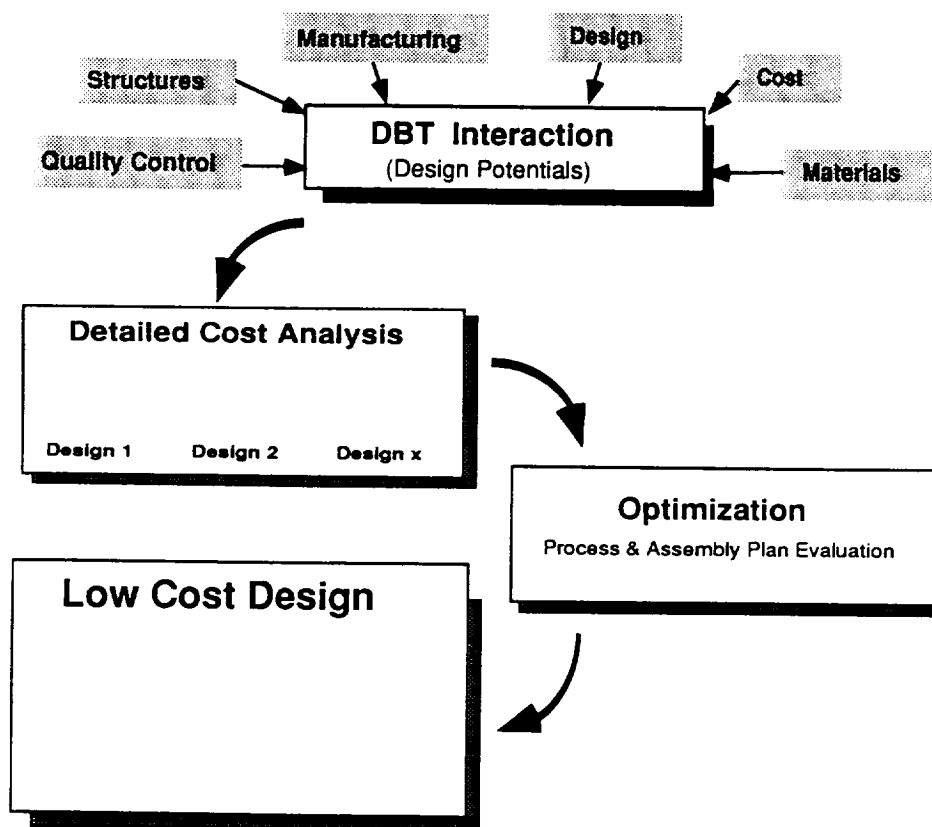 Manufacturing
Design
Structures
Cost
DBT Interaction
(Design Potentials)
Quality Control
Materials
Detailed Cost Analysis
Design 1
Design 2
Design x
Optimization
Process & Assembly Plan Evaluation
Low Cost Design